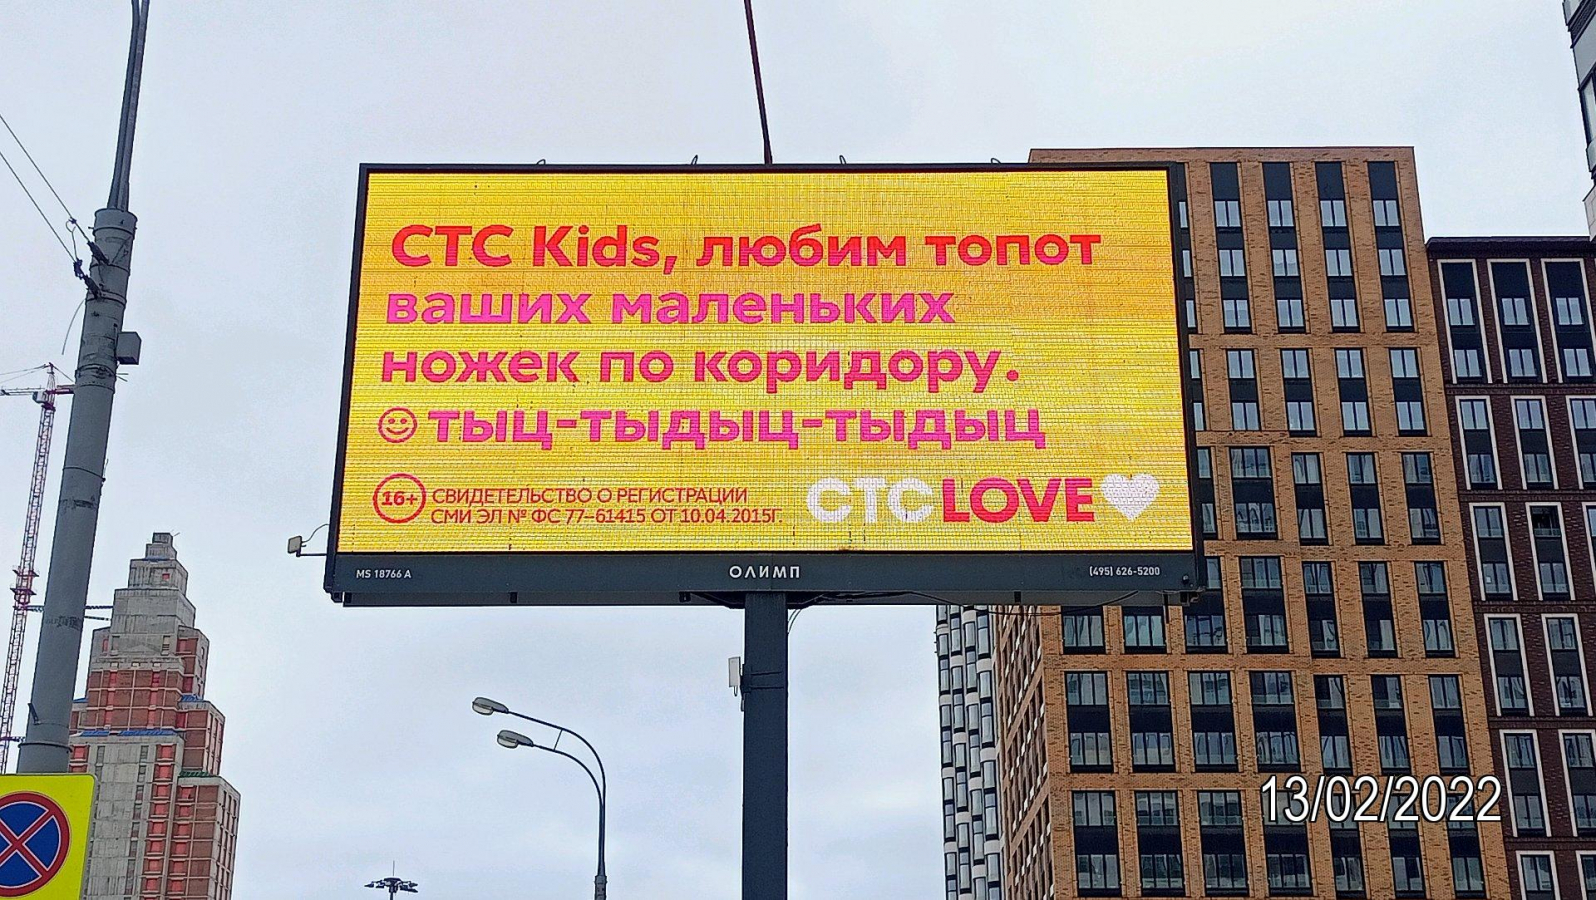 СТС Kids, любим топот
ваших маленьких
ножек по коридору.
☺ тыц-тыдыц-тыдыц
16+ СВИДЕТЕЛЬСТВО О РЕГИСТРАЦИИ
СМИ ЭЛ № ФС 77-61415 ОТ 10.04.2015Г.
СТС LOVE
MS 18766 A
ОЛИМП
(495) 626-5200
13/02/2022